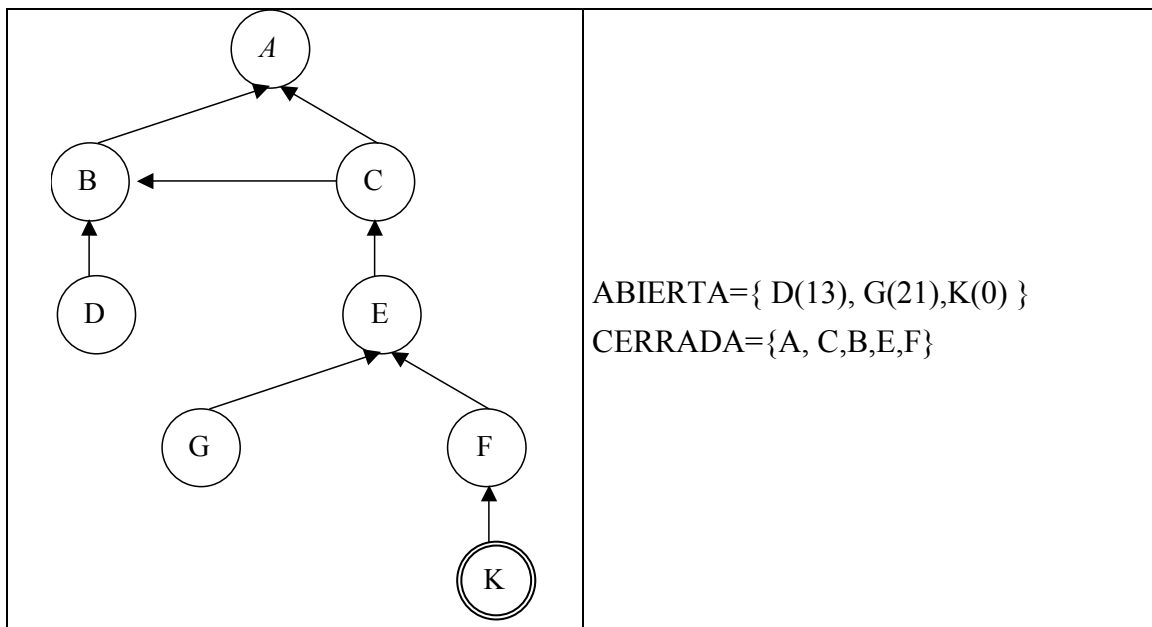 A
B
C
D
E
G
F
K
ABIERTA={ D(13), G(21),K(0) }
CERRADA={A, C,B,E,F}